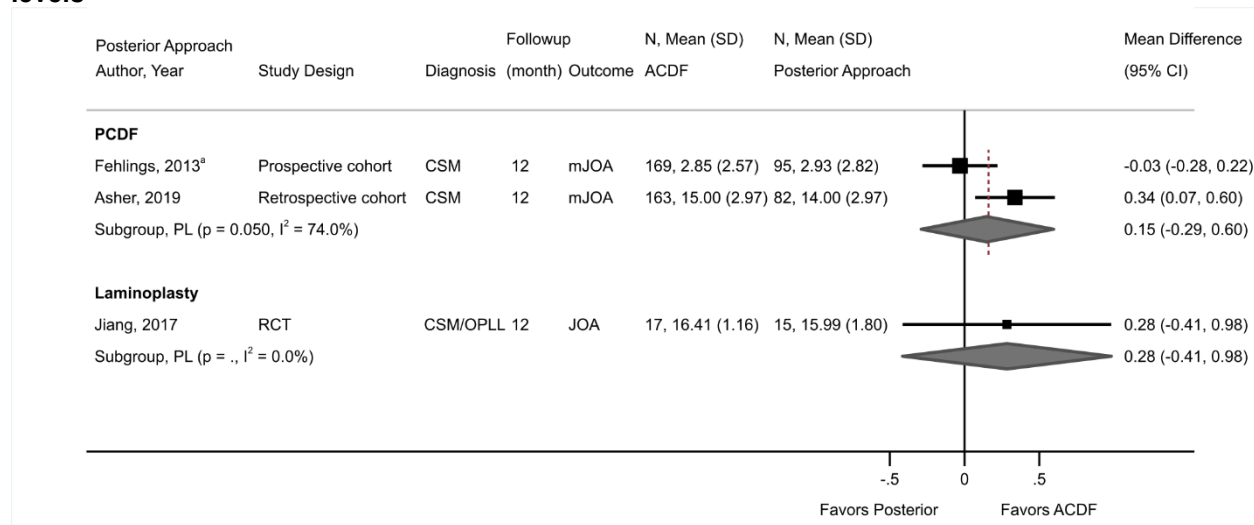 Posterior Approach Followup N, Mean (SD) N, Mean (SD) Mean Difference
Author, Year Study Design Diagnosis (month) Outcome ACDF Posterior Approach (95% CI)
PCDF
Fehlings, 2013ᵃ Prospective cohort CSM 12 mJOA 169, 2.85 (2.57) 95, 2.93 (2.82) -0.03 (-0.28, 0.22)
Asher, 2019 Retrospective cohort CSM 12 mJOA 163, 15.00 (2.97) 82, 14.00 (2.97) 0.34 (0.07, 0.60)
Subgroup, PL (p = 0.050, I² = 74.0%) 0.15 (-0.29, 0.60)
Laminoplasty
Jiang, 2017 RCT CSM/OPLL 12 JOA 17, 16.41 (1.16) 15, 15.99 (1.80) 0.28 (-0.41, 0.98)
Subgroup, PL (p = ., I² = 0.0%) 0.28 (-0.41, 0.98)
-.5 0 .5
Favors Posterior Favors ACDF